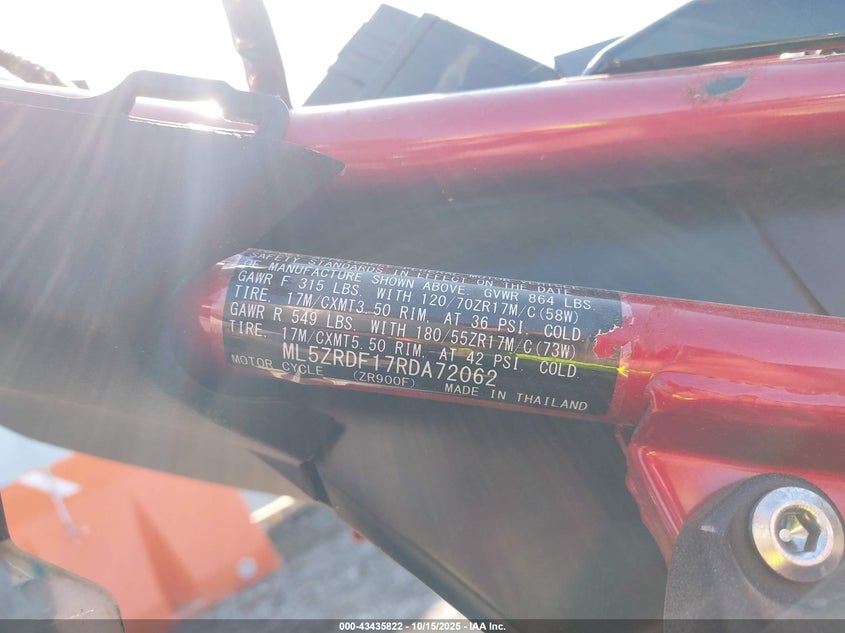 SAFETY STANDARDS IN EFFECT ON THE DATE
OF MANUFACTURE SHOWN ABOVE. GVWR 864 LBS
GAWR F 315 LBS. WITH 120/70ZR17M/C(58W)
TIRE. 17M/CXMT3.50 RIM. AT 36 PSI. COLD
GAWR R 549 LBS. WITH 180/55ZR17M/C(73W)
TIRE. 17M/CXMT5.50 RIM. AT 42 PSI. COLD.
ML5ZRDF17RDA72062
MOTOR CYCLE (ZR900F) MADE IN THAILAND
000-43435822 - 10/15/2025 - IAA Inc.